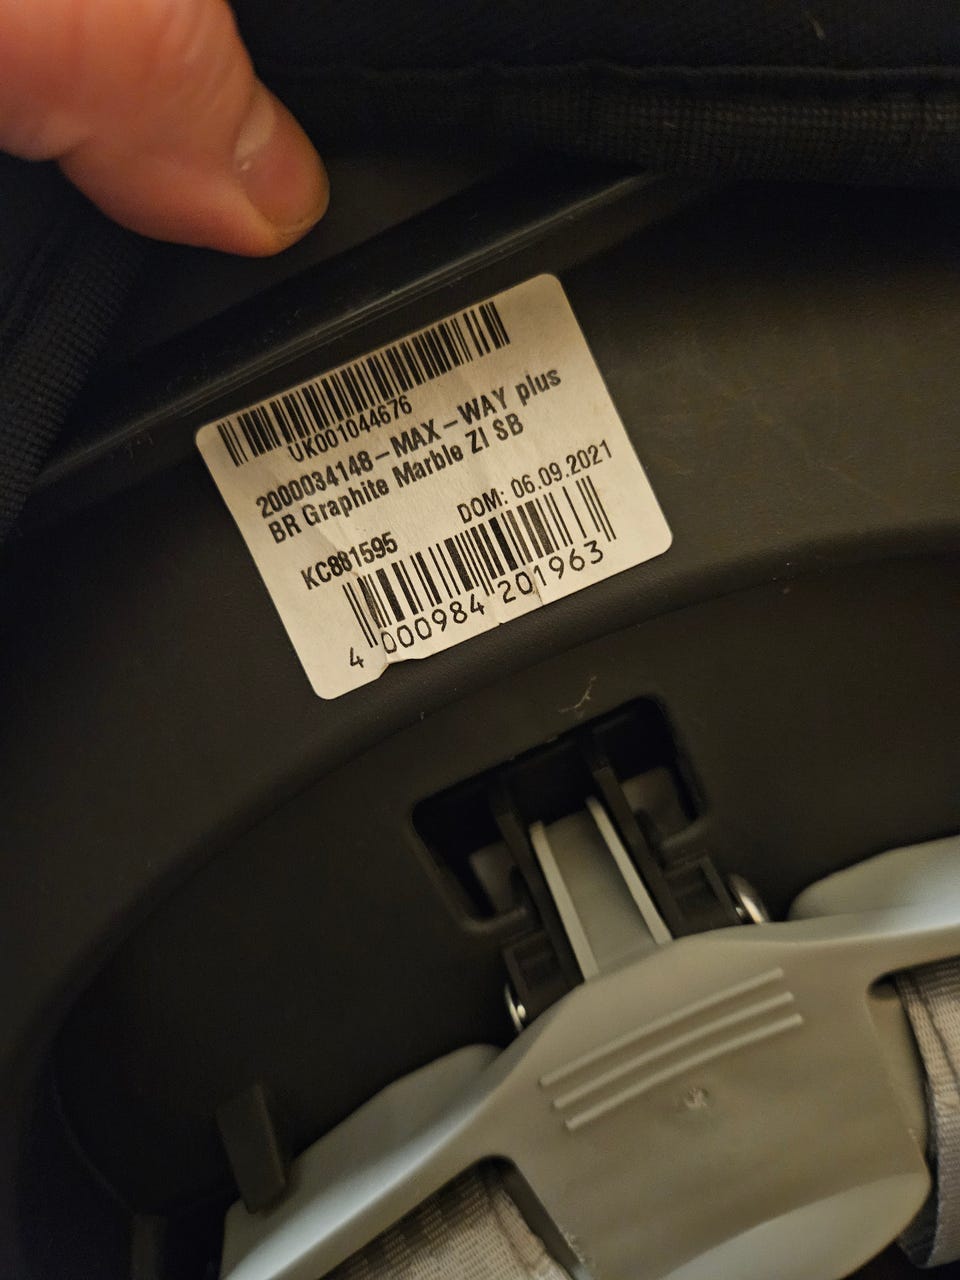 UK001044676
2000034148-MAX-WAY plus
BR Graphite Marble ZI SB
DOM: 06.09.2021
KC881595
4 000984 201963